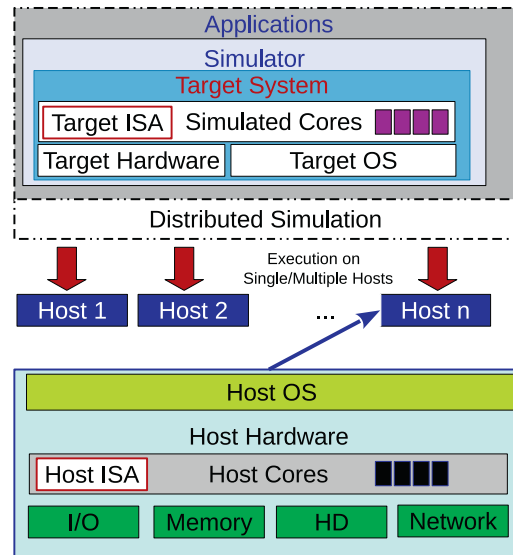 Applications
Simulator
Target System
Target ISA Simulated Cores
Target Hardware Target OS
Distributed Simulation
Execution on
Single/Multiple Hosts
Host 1 Host 2 ... Host n
Host OS
Host Hardware
Host ISA Host Cores
I/O Memory HD Network